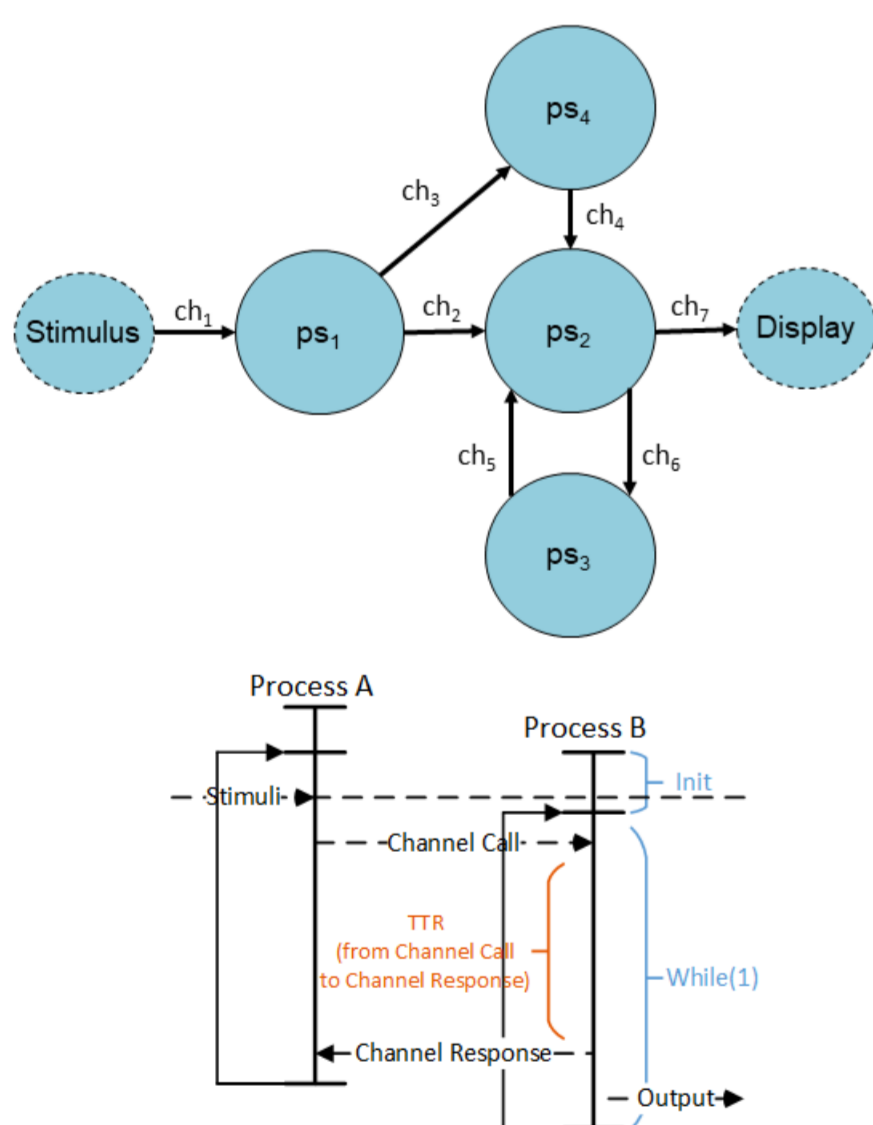 ps₄
ch₃
ch₄
Stimulus
ch₁
ps₁
ch₂
ps₂
ch₇
Display
ch₅
ch₆
ps₃
Process A
Process B
Init
Stimuli
Channel Call
TTR
(from Channel Call
to Channel Response)
While(1)
Channel Response
Output